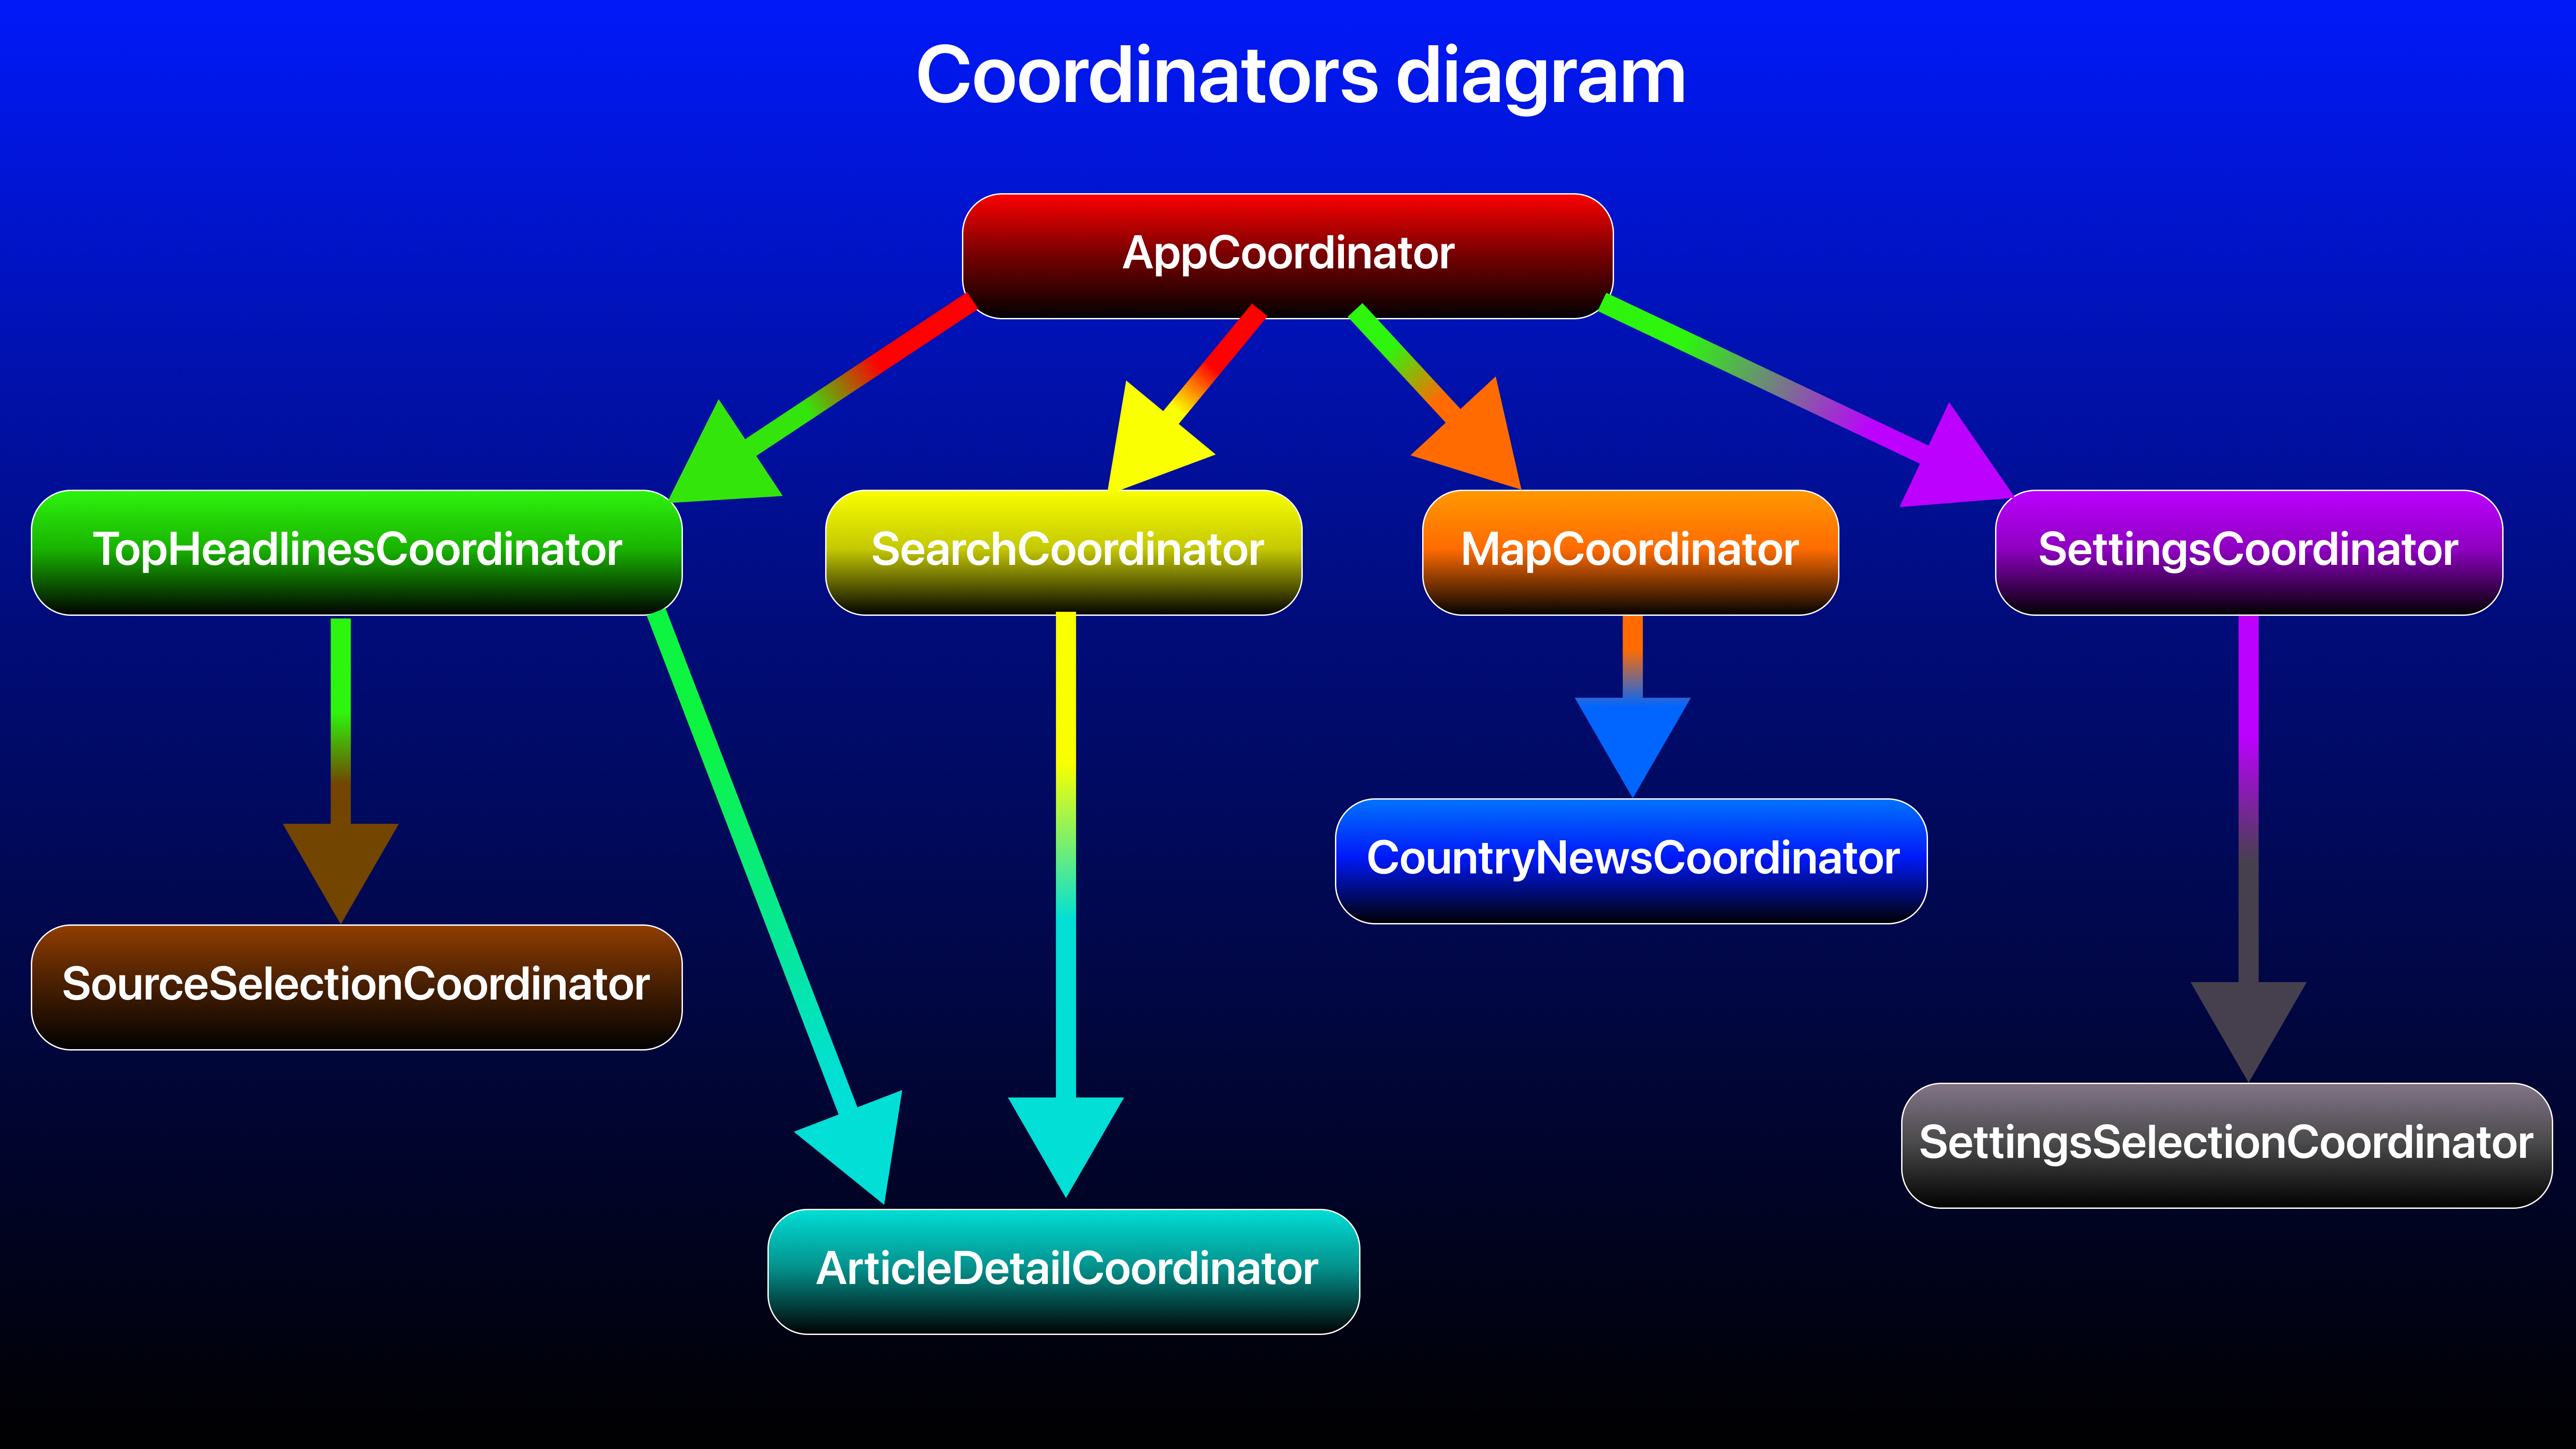 Coordinators diagram
AppCoordinator
TopHeadlinesCoordinator
SearchCoordinator
MapCoordinator
SettingsCoordinator
CountryNewsCoordinator
SourceSelectionCoordinator
SettingsSelectionCoordinator
ArticleDetailCoordinator